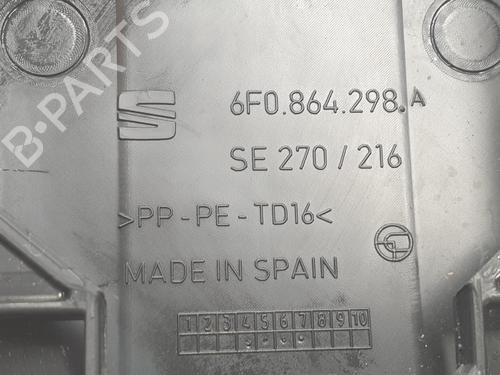 B-PARTS
6F0.864.298.A
SE 270 / 216
>PP-PE-TD16<
MADE IN SPAIN
1 2 3 4 5 6 7 8 9 10